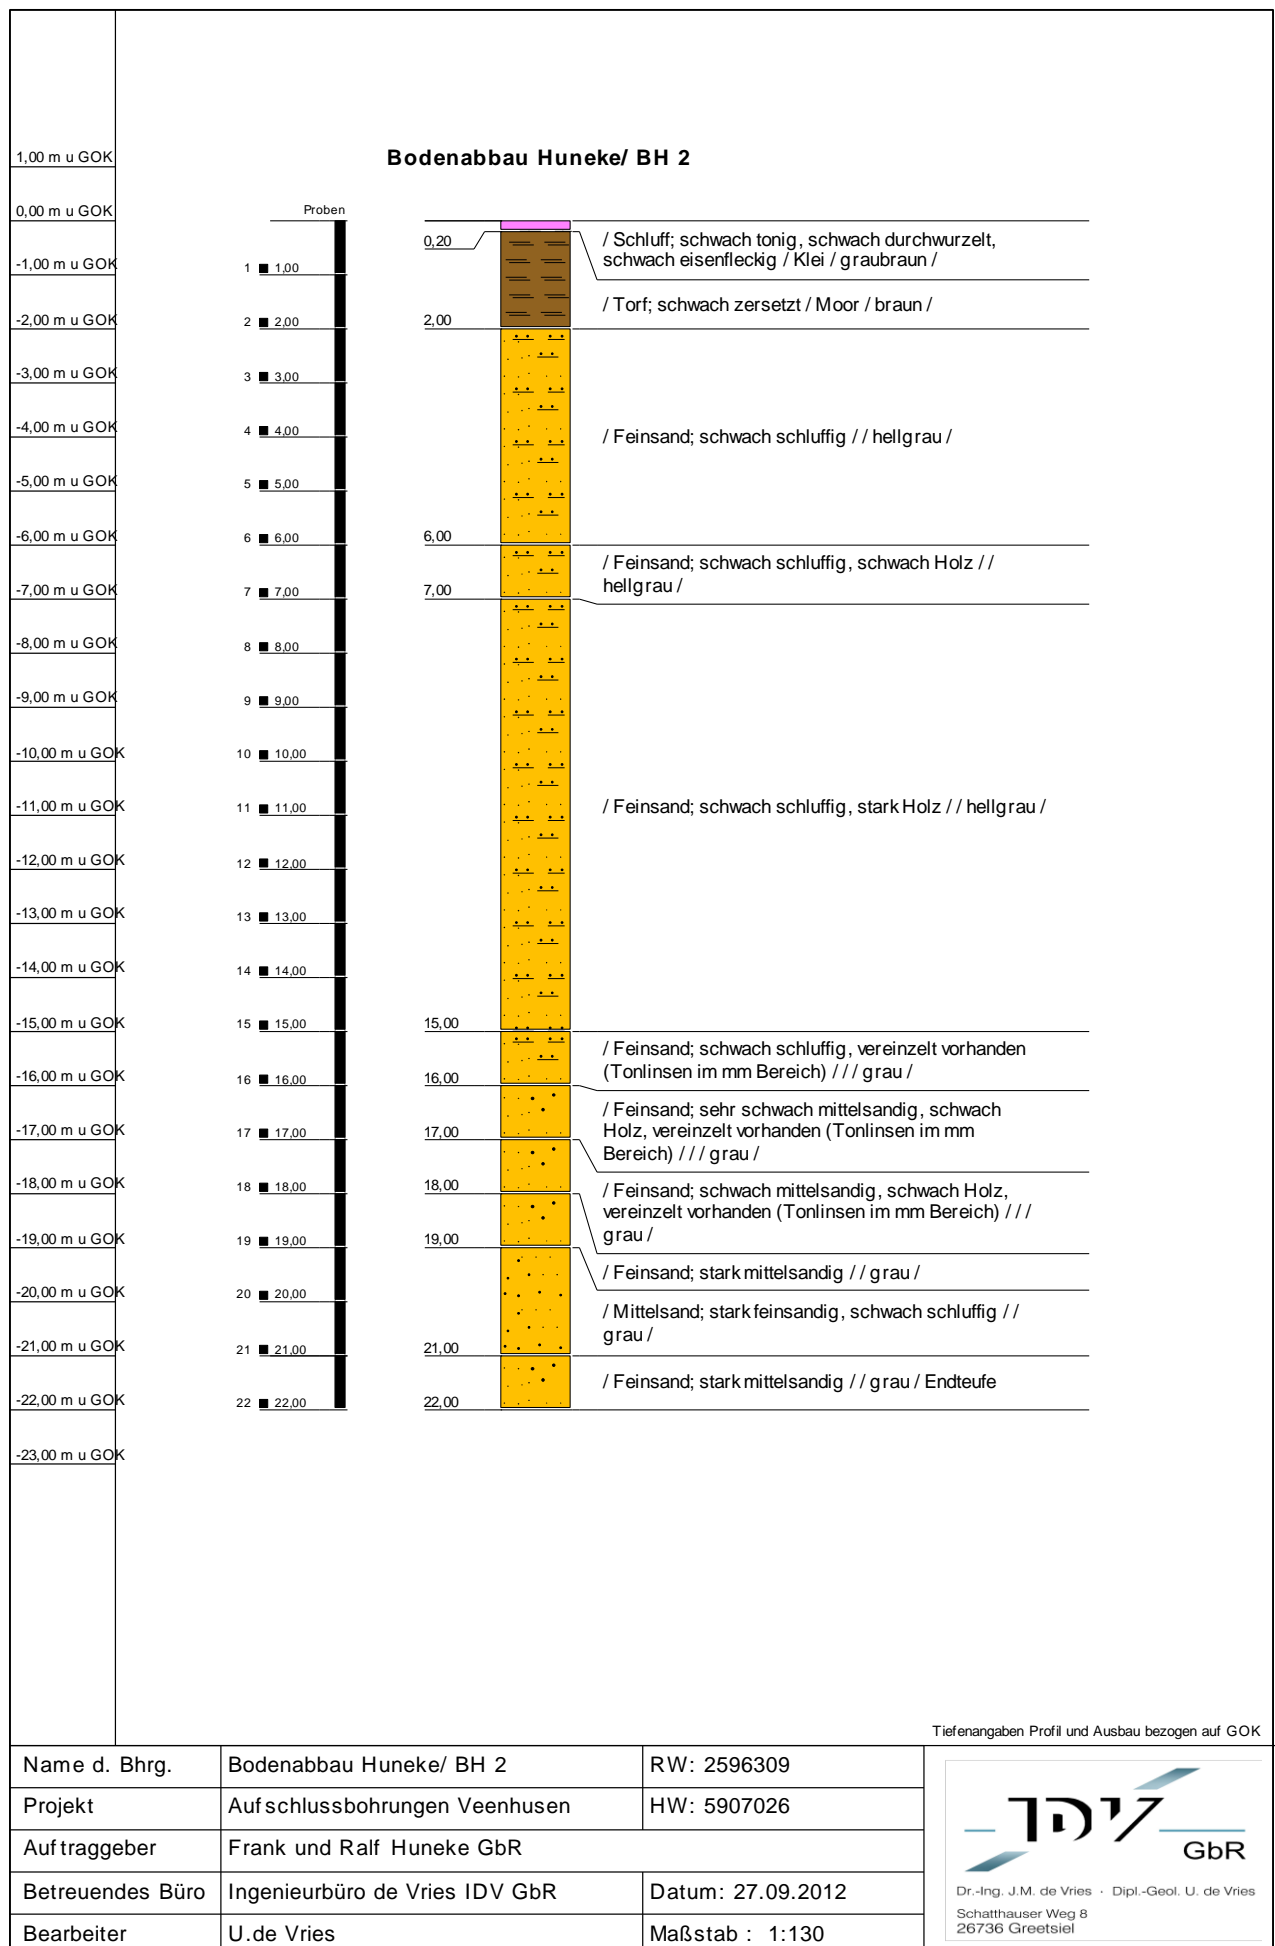 Bodenabbau Huneke/ BH 2
1,00 m u GOK
0,00 m u GOK
-1,00 m u GOK
-2,00 m u GOK
-3,00 m u GOK
-4,00 m u GOK
-5,00 m u GOK
-6,00 m u GOK
-7,00 m u GOK
-8,00 m u GOK
-9,00 m u GOK
-10,00 m u GOK
-11,00 m u GOK
-12,00 m u GOK
-13,00 m u GOK
-14,00 m u GOK
-15,00 m u GOK
-16,00 m u GOK
-17,00 m u GOK
-18,00 m u GOK
-19,00 m u GOK
-20,00 m u GOK
-21,00 m u GOK
-22,00 m u GOK
-23,00 m u GOK
Proben
1 1,00
2 2,00
3 3,00
4 4,00
5 5,00
6 6,00
7 7,00
8 8,00
9 9,00
10 10,00
11 11,00
12 12,00
13 13,00
14 14,00
15 15,00
16 16,00
17 17,00
18 18,00
19 19,00
20 20,00
21 21,00
22 22,00
0,20
2,00
6,00
7,00
15,00
16,00
17,00
18,00
19,00
21,00
22,00
/ Schluff; schwach tonig, schwach durchwurzelt,
schwach eisenfleckig / Klei / graubraun /
/ Torf; schwach zersetzt / Moor / braun /
/ Feinsand; schwach schluffig / / hellgrau /
/ Feinsand; schwach schluffig, schwach Holz / /
hellgrau /
/ Feinsand; schwach schluffig, stark Holz / / hellgrau /
/ Feinsand; schwach schluffig, vereinzelt vorhanden
(Tonlinsen im mm Bereich) / / / grau /
/ Feinsand; sehr schwach mittelsandig, schwach
Holz, vereinzelt vorhanden (Tonlinsen im mm
Bereich) / / / grau /
/ Feinsand; schwach mittelsandig, schwach Holz,
vereinzelt vorhanden (Tonlinsen im mm Bereich) / / /
grau /
/ Feinsand; stark mittelsandig / / grau /
/ Mittelsand; stark feinsandig, schwach schluffig / /
grau /
/ Feinsand; stark mittelsandig / / grau / Endteufe
Tiefenangaben Profil und Ausbau bezogen auf GOK
Name d. Bhrg. Bodenabbau Huneke/ BH 2 RW: 2596309
Projekt Aufschlussbohrungen Veenhusen HW: 5907026
Auftraggeber Frank und Ralf Huneke GbR
Betreuendes Büro Ingenieurbüro de Vries IDV GbR Datum: 27.09.2012
Bearbeiter U.de Vries Maßstab : 1:130
IDV
GbR
Dr.-Ing. J.M. de Vries · Dipl.-Geol. U. de Vries
Schatthauser Weg 8
26736 Greetsiel